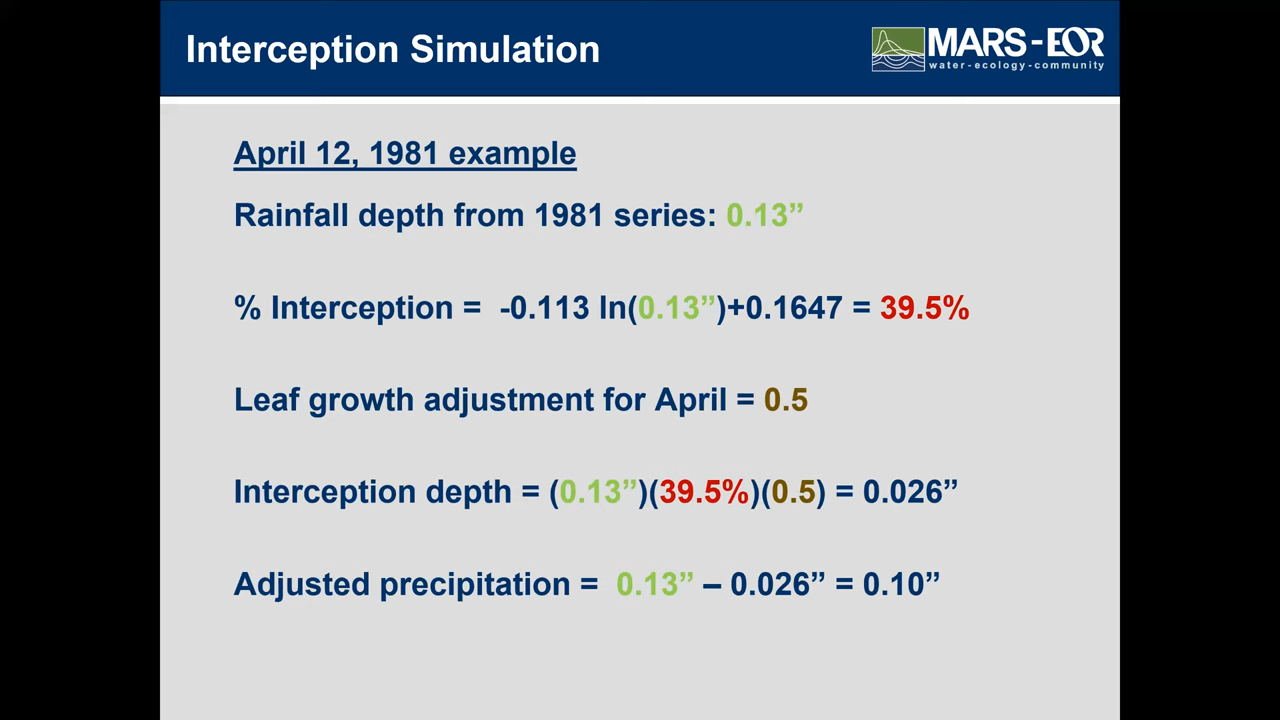 Interception Simulation
MARS-EOR
water-ecology-community
April 12, 1981 example
Rainfall depth from 1981 series: 0.13”
% Interception = -0.113 ln(0.13”)+0.1647 = 39.5%
Leaf growth adjustment for April = 0.5
Interception depth = (0.13”)(39.5%)(0.5) = 0.026”
Adjusted precipitation = 0.13” – 0.026” = 0.10”